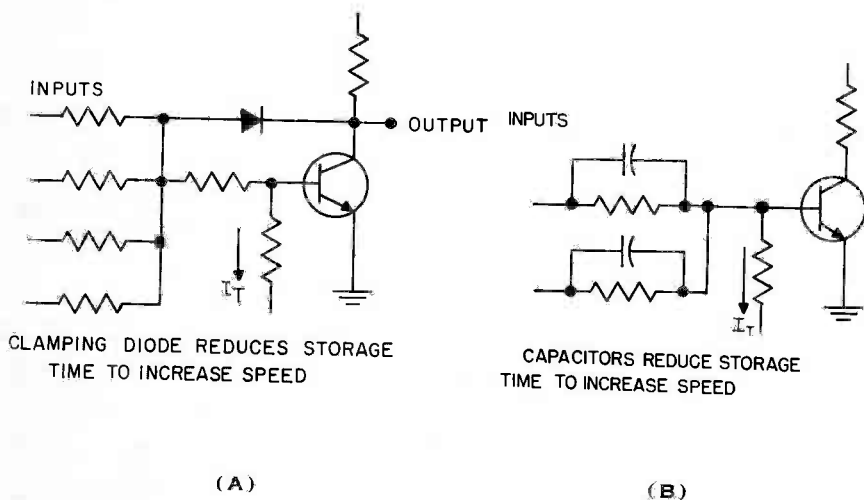 INPUTS
OUTPUT
I_T
CLAMPING DIODE REDUCES STORAGE
TIME TO INCREASE SPEED
(A)
INPUTS
I_T
CAPACITORS REDUCE STORAGE
TIME TO INCREASE SPEED
(B)